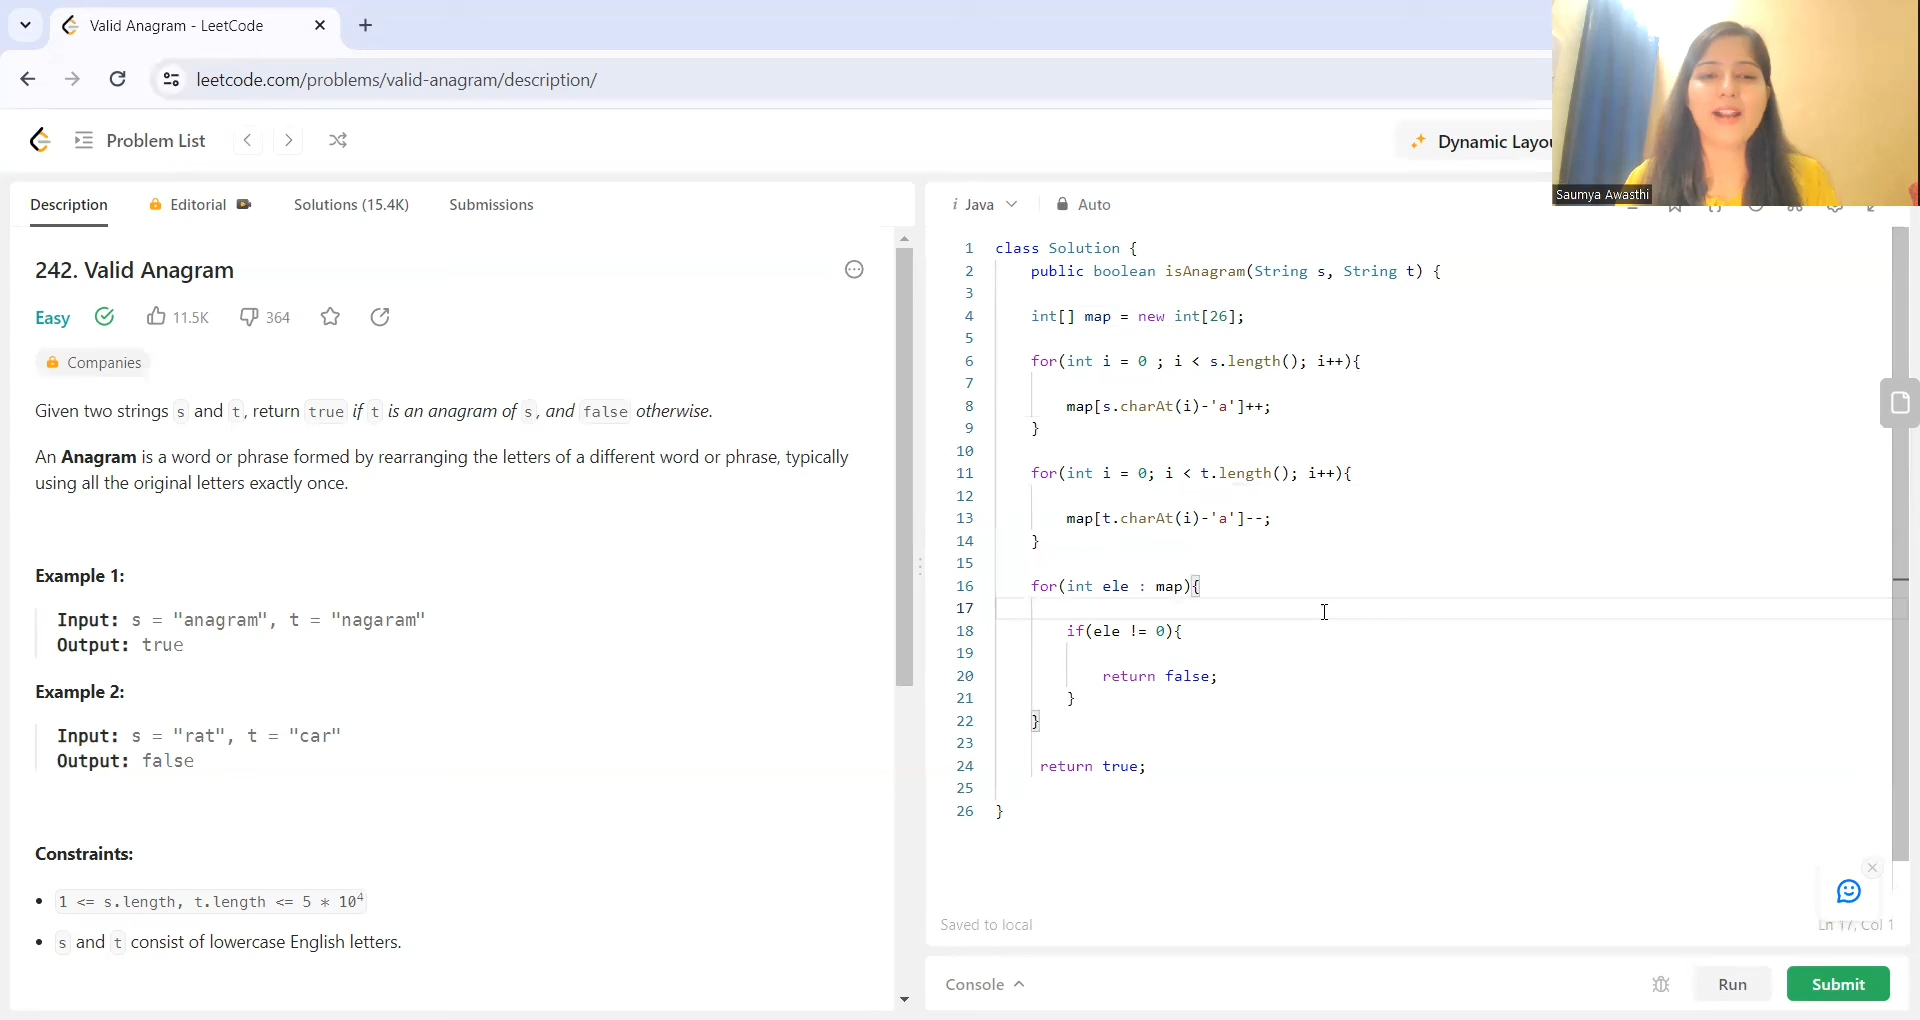 Valid Anagram - LeetCode
leetcode.com/problems/valid-anagram/description/
Problem List
Dynamic Layou
Saumya Awasthi
Description
Editorial
Solutions (15.4K)
Submissions
Java
Auto
242. Valid Anagram
Easy
11.5K
364
Companies
Given two strings s and t, return true if t is an anagram of s, and false otherwise.
An Anagram is a word or phrase formed by rearranging the letters of a different word or phrase, typically
using all the original letters exactly once.
Example 1:
Input: s = "anagram", t = "nagaram"
Output: true
Example 2:
Input: s = "rat", t = "car"
Output: false
Constraints:
• 1 <= s.length, t.length <= 5 * 10⁴
• s and t consist of lowercase English letters.
1 class Solution {
2 public boolean isAnagram(String s, String t) {
3
4 int[] map = new int[26];
5
6 for(int i = 0 ; i < s.length(); i++){
7
8 map[s.charAt(i)-'a']++;
9 }
10
11 for(int i = 0; i < t.length(); i++){
12
13 map[t.charAt(i)-'a']--;
14 }
15
16 for(int ele : map){
17
18 if(ele != 0){
19
20 return false;
21 }
22 }
23
24 return true;
25
26 }
Saved to local
Ln 17, Col 1
Console
Run
Submit